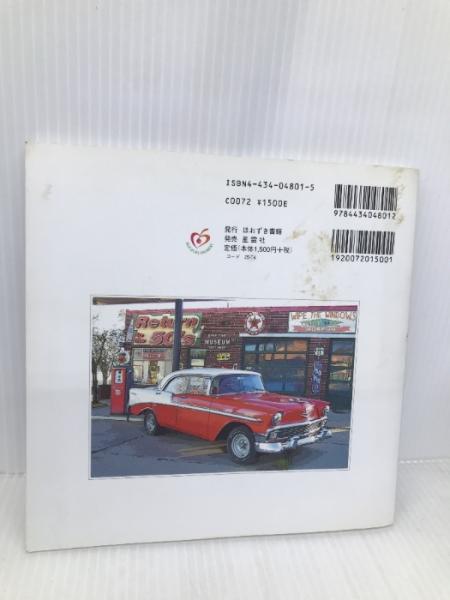 ISBN4-434-04801-5
C0072 ¥1500E
9784434048012
1920072015001
発行 ほおずき書籍
発売 星雲社
定価(本体1,500円+税)
Return
to the
50's
MUSEUM
WIPE THE WINDOWS